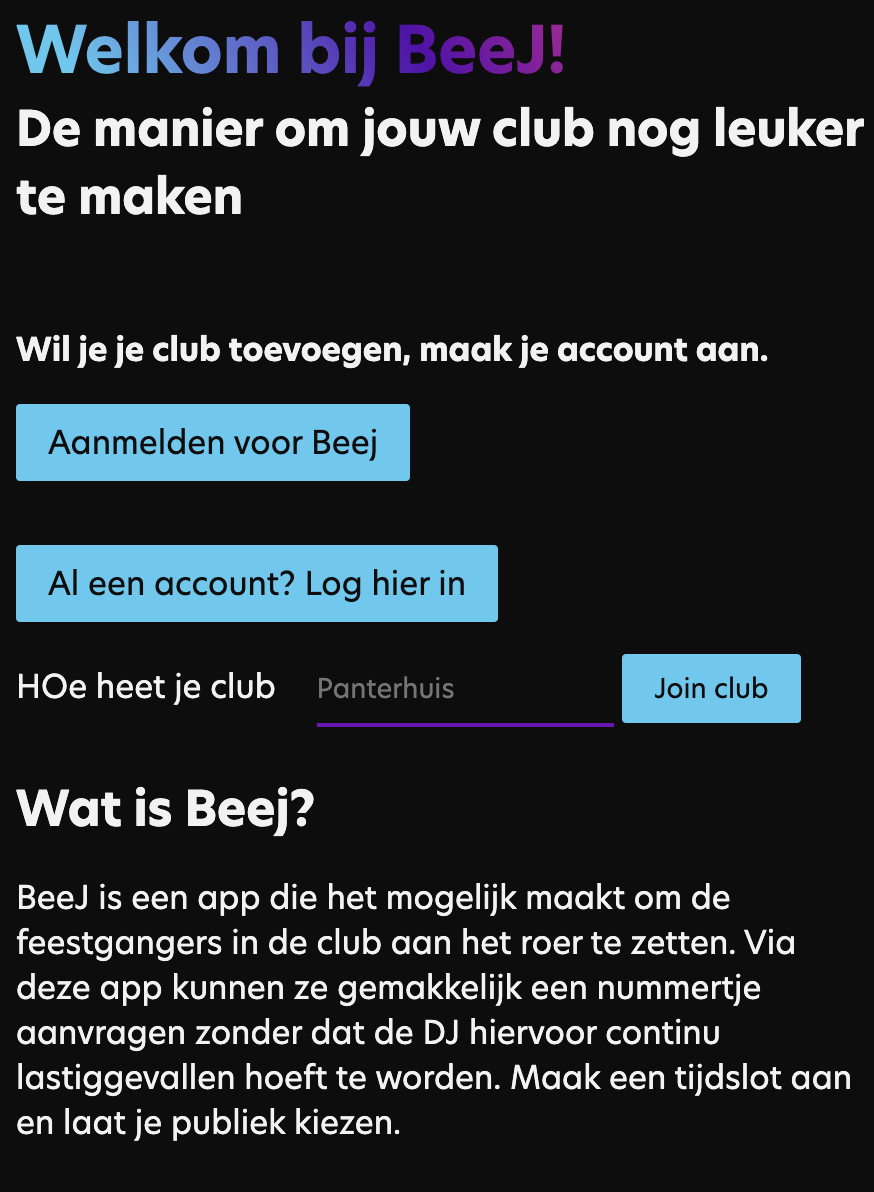 Welkom bij BeeJ!
De manier om jouw club nog leuker
te maken
Wil je je club toevoegen, maak je account aan.
Aanmelden voor Beej
Al een account? Log hier in
HOe heet je club Panterhuis Join club
Wat is Beej?
BeeJ is een app die het mogelijk maakt om de
feestgangers in de club aan het roer te zetten. Via
deze app kunnen ze gemakkelijk een nummertje
aanvragen zonder dat de DJ hiervoor continu
lastiggevallen hoeft te worden. Maak een tijdslot aan
en laat je publiek kiezen.